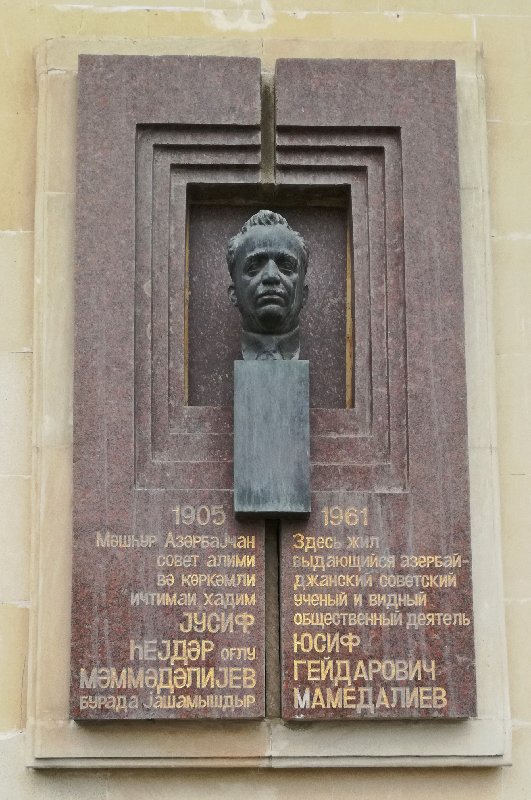 1905
Мәшһур Азәрбајҹан
совет алими
вә көркәмли
ичтимаи хадим
ЈУСИФ
ҺЕЈДӘР оғлу
МӘММӘДӘЛИЈЕВ
бурада јашамышдыр
1961
Здесь жил
выдающийся азербай-
джанский советский
ученый и видный
общественный деятель
ЮСИФ
ГЕЙДАРОВИЧ
МАМЕДАЛИЕВ